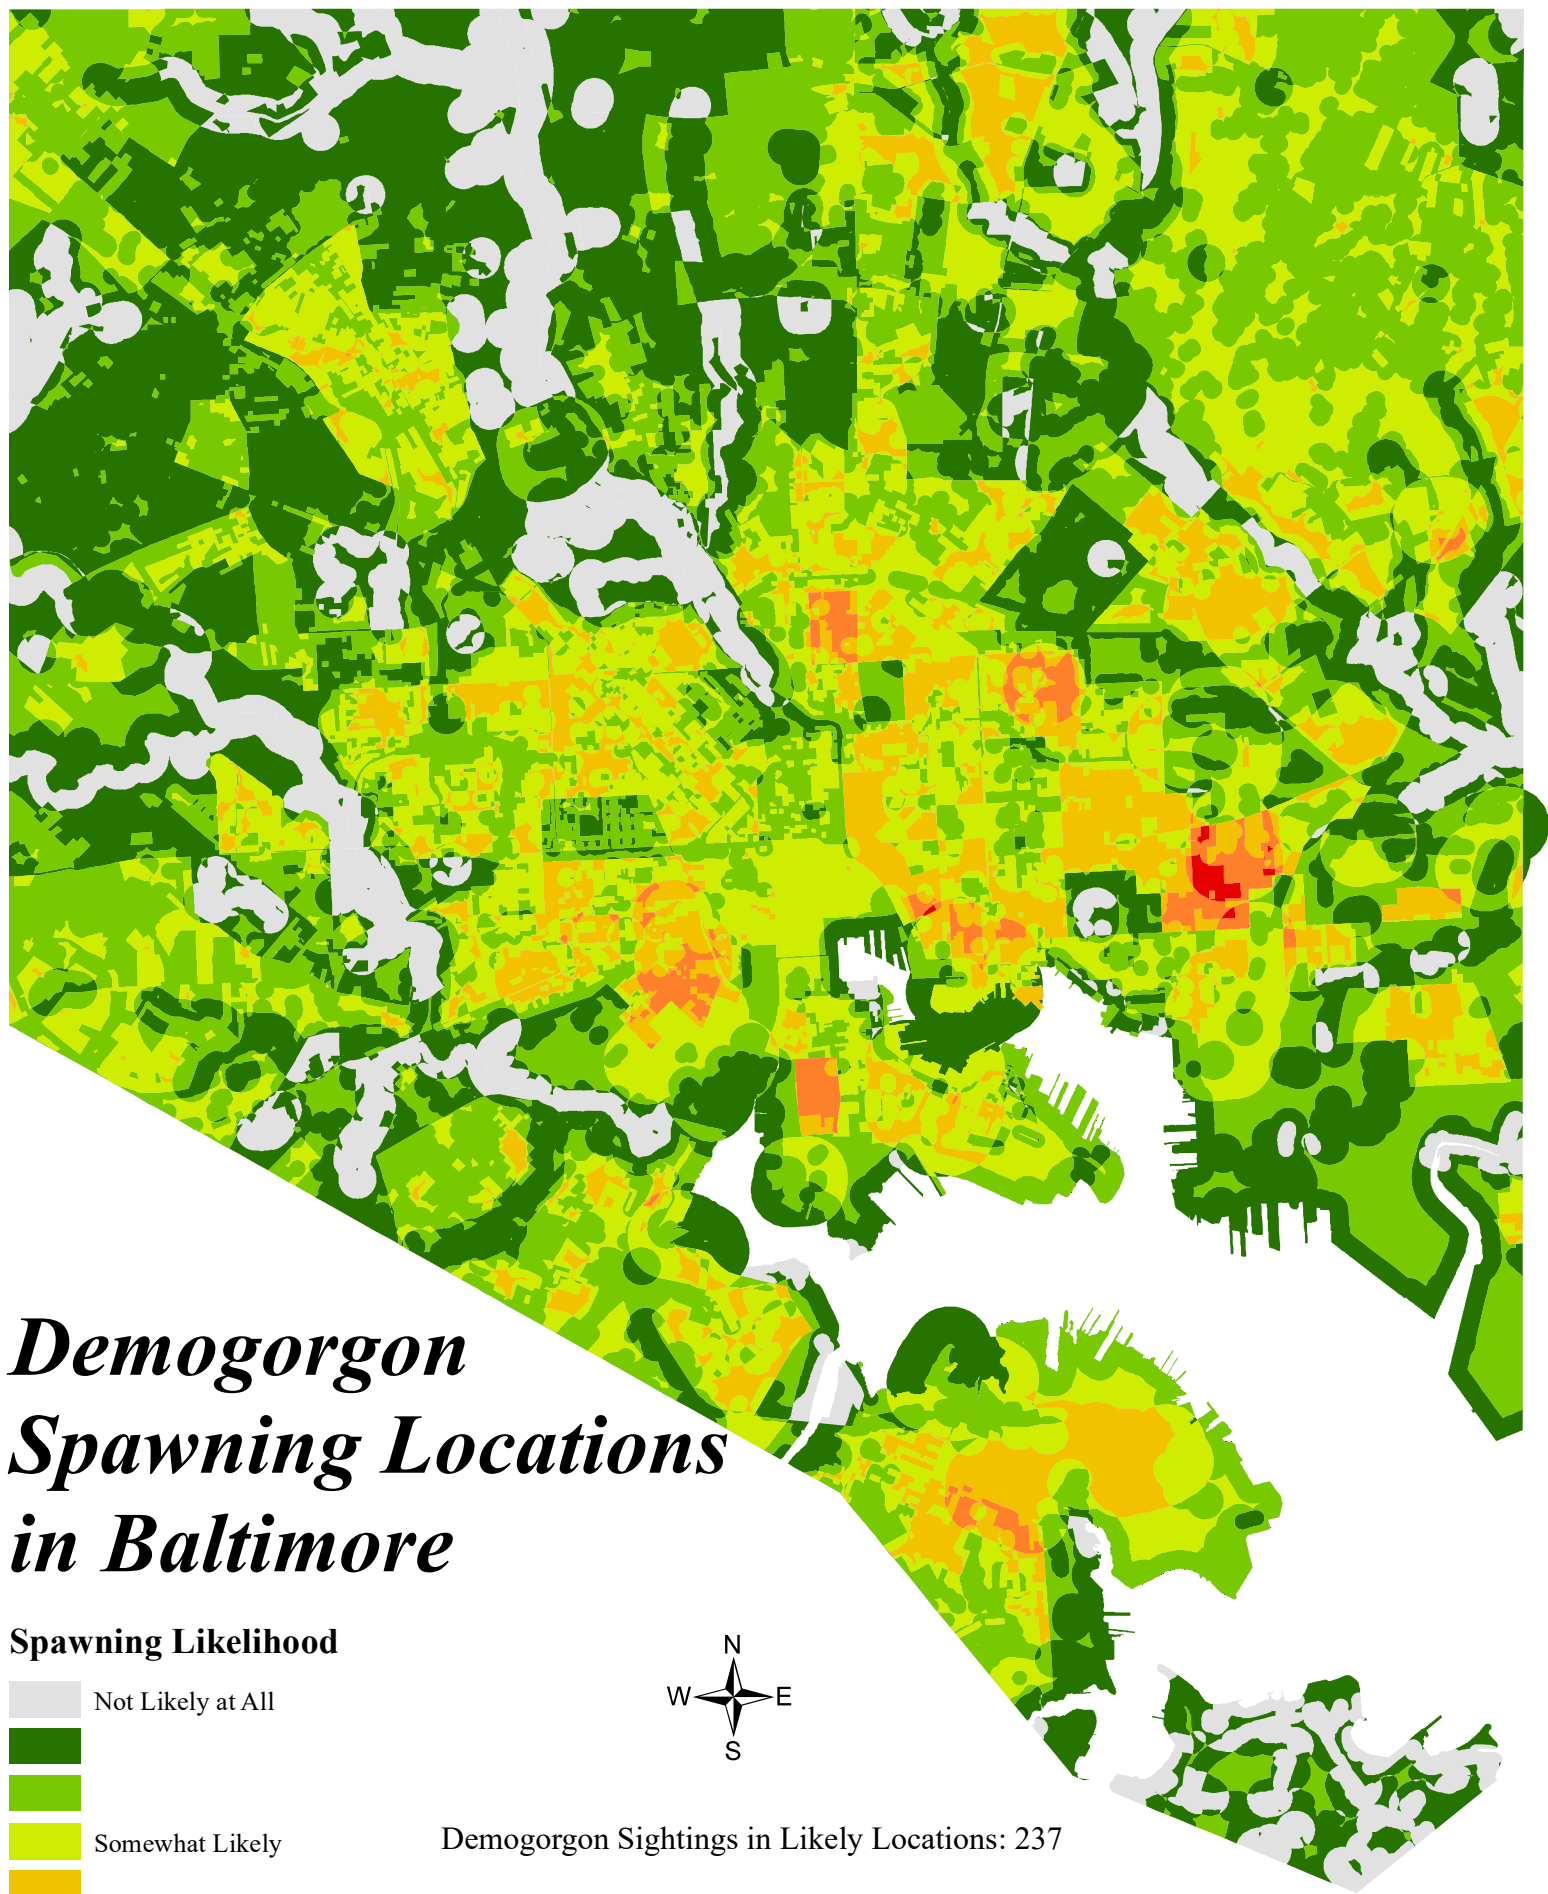 Demogorgon
Spawning Locations
in Baltimore
Spawning Likelihood
Not Likely at All
Somewhat Likely
N
W E
S
Demogorgon Sightings in Likely Locations: 237